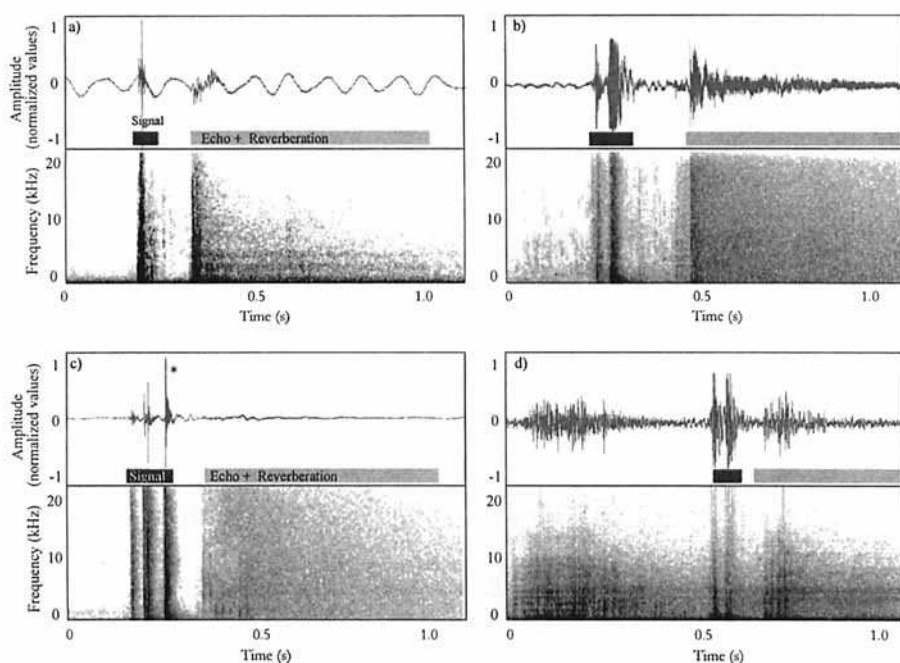 a)
Amplitude
(normalized values)
1
0
-1
Signal
Echo + Reverberation
Frequency (kHz)
20
10
0
0
0.5
1.0
Time (s)
b)
1
0
-1
20
10
0
0
0.5
1.0
Time (s)
c)
Amplitude
(normalized values)
1
0
-1
*
Signal
Echo + Reverberation
Frequency (kHz)
20
10
0
0
0.5
1.0
Time (s)
d)
1
0
-1
20
10
0
0
0.5
1.0
Time (s)